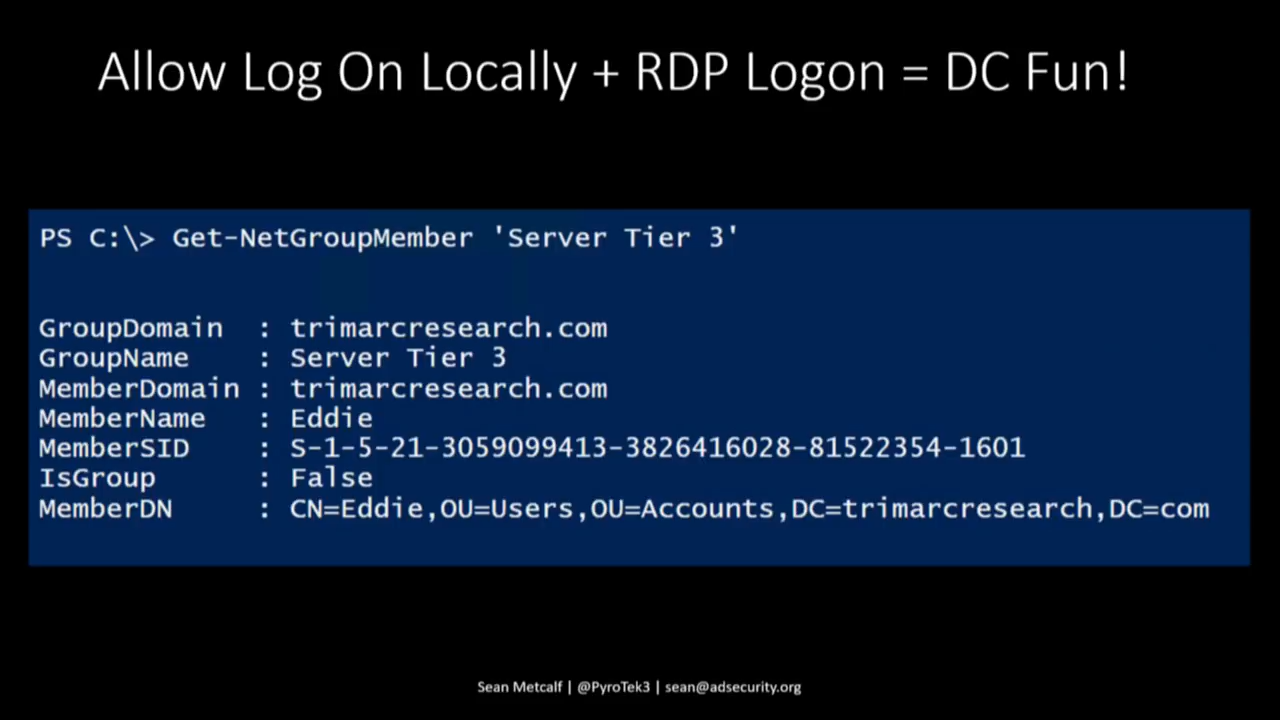 Allow Log On Locally + RDP Logon = DC Fun!
PS C:\> Get-NetGroupMember 'Server Tier 3'
GroupDomain : trimarcresearch.com
GroupName : Server Tier 3
MemberDomain : trimarcresearch.com
MemberName : Eddie
MemberSID : S-1-5-21-3059099413-3826416028-81522354-1601
IsGroup : False
MemberDN : CN=Eddie,OU=Users,OU=Accounts,DC=trimarcresearch,DC=com
Sean Metcalf | @PyroTek3 | sean@adsecurity.org